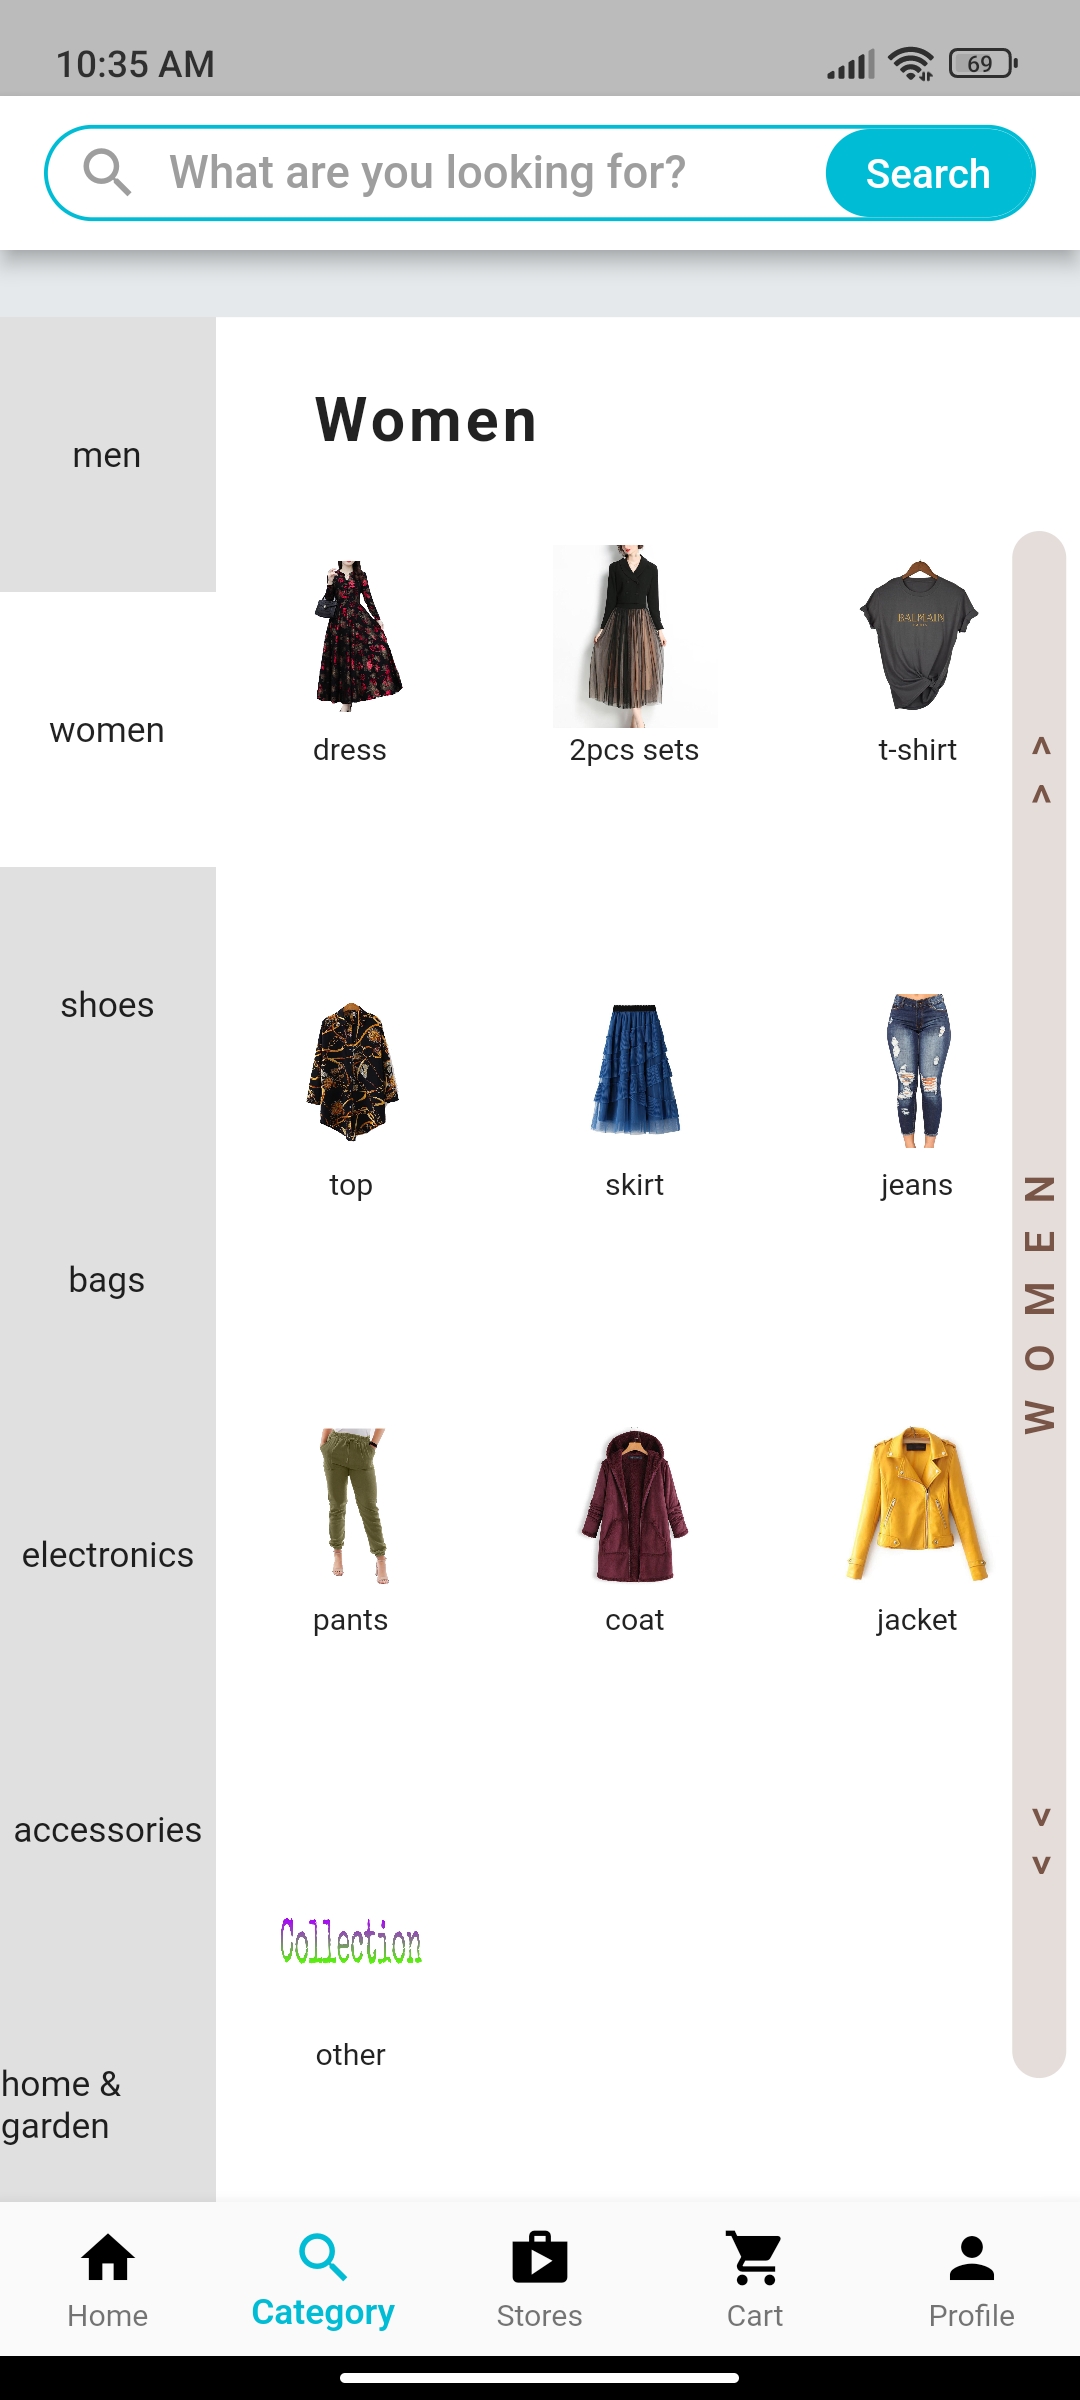 10:35 AM
69
What are you looking for?
Search
men
women
shoes
bags
electronics
accessories
home &
garden
Women
dress
2pcs sets
BALMAIN
t-shirt
top
skirt
jeans
pants
coat
jacket
Collection
other
< <
WOMEN
> >
Home
Category
Stores
Cart
Profile